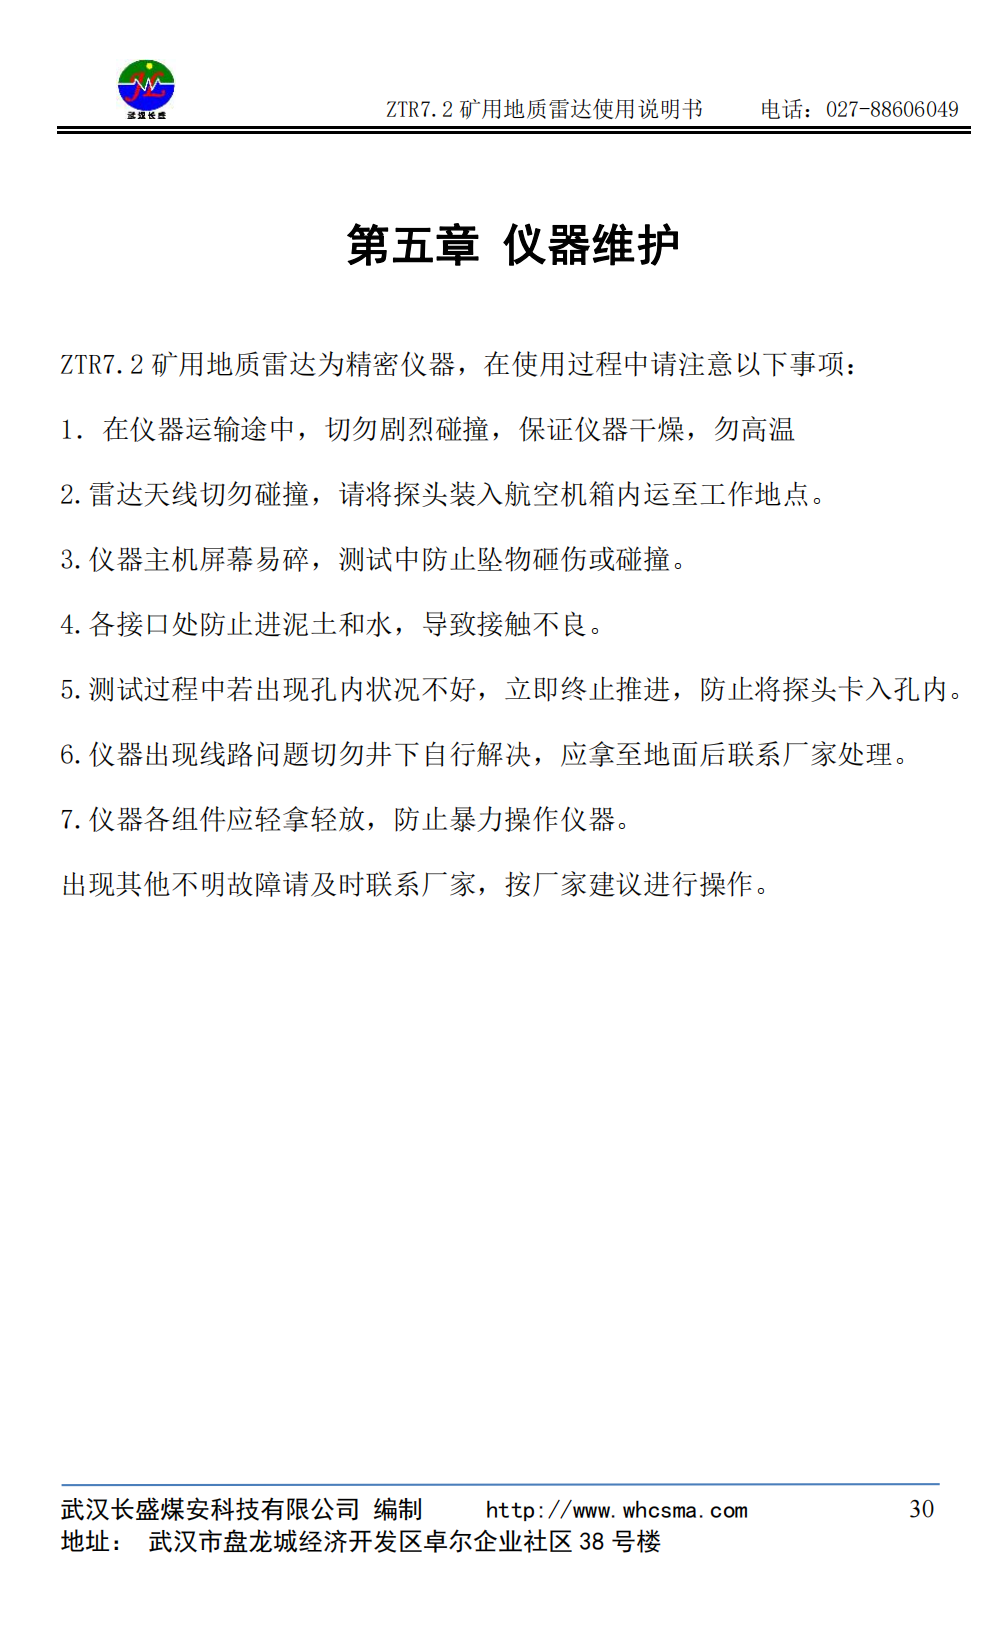 JL
武汉长盛
ZTR7.2 矿用地质雷达使用说明书 电话：027-88606049
第五章 仪器维护
ZTR7.2 矿用地质雷达为精密仪器，在使用过程中请注意以下事项：
1. 在仪器运输途中，切勿剧烈碰撞，保证仪器干燥，勿高温
2.雷达天线切勿碰撞，请将探头装入航空机箱内运至工作地点。
3.仪器主机屏幕易碎，测试中防止坠物砸伤或碰撞。
4.各接口处防止进泥土和水，导致接触不良。
5.测试过程中若出现孔内状况不好，立即终止推进，防止将探头卡入孔内。
6.仪器出现线路问题切勿井下自行解决，应拿至地面后联系厂家处理。
7.仪器各组件应轻拿轻放，防止暴力操作仪器。
出现其他不明故障请及时联系厂家，按厂家建议进行操作。
武汉长盛煤安科技有限公司 编制 http://www.whcsma.com 30
地址： 武汉市盘龙城经济开发区卓尔企业社区 38 号楼